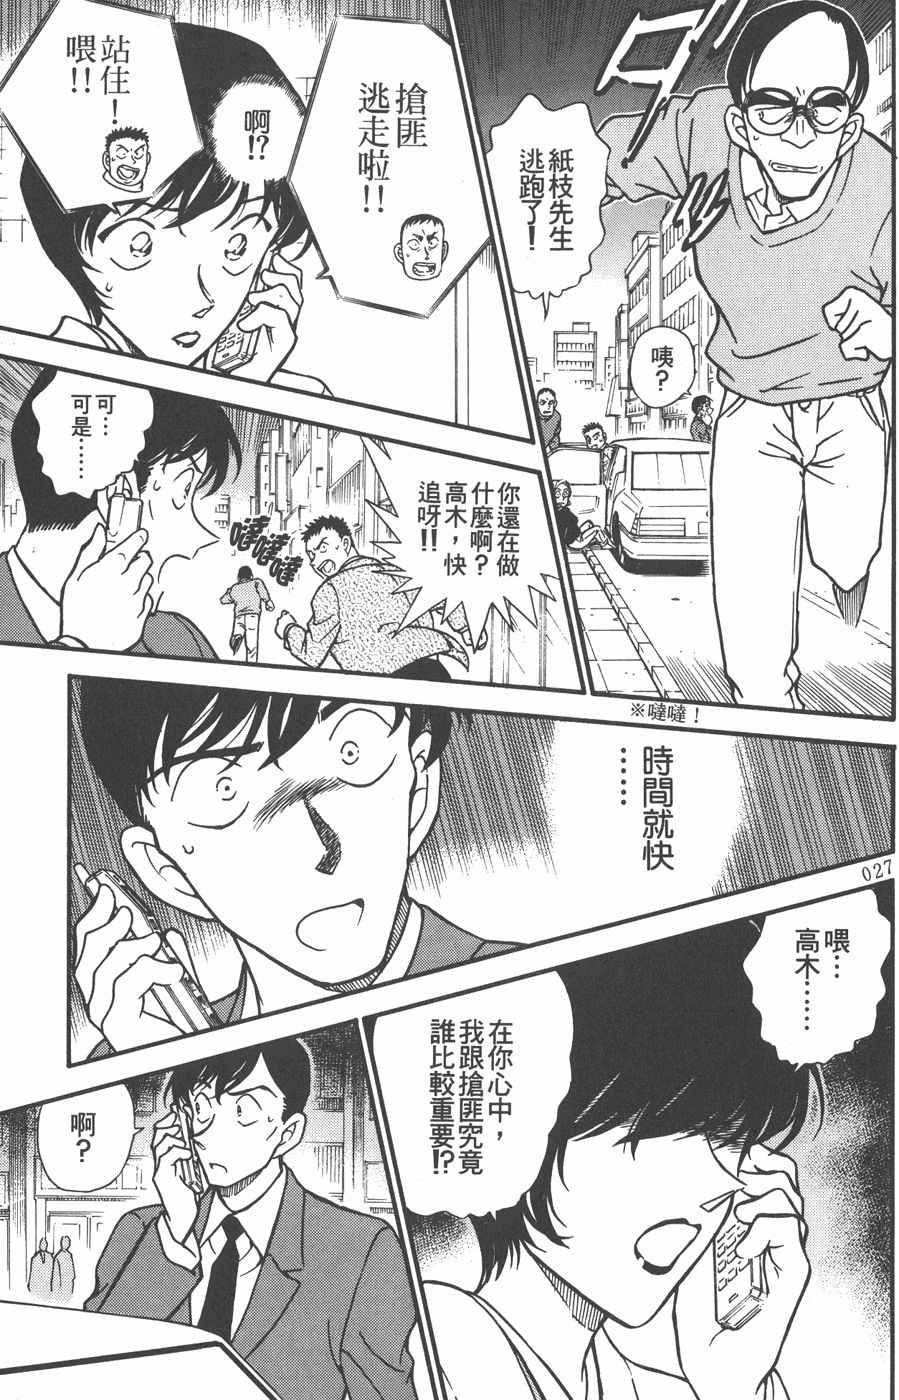 紙枝先生
逃跑了！
ダッ
咦？
※噠噠！
搶匪
逃走啦！！
啊！？
站住！
喂！！
你還在做
什麼啊？
高木，快
追呀！！
噠噠噠
可…
可是……
時間就快
……
027
喂…
高木……
在你心中，
我跟搶匪究竟
誰比較重要！？
啊？